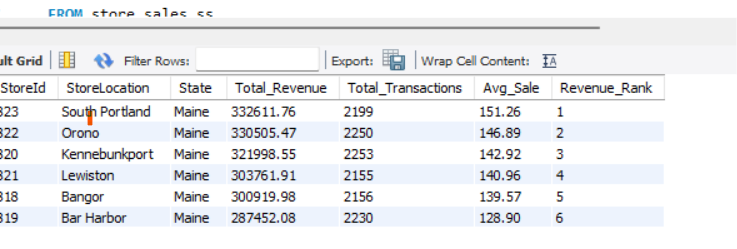 FROM store_sales ss
ult Grid Filter Rows: Export: Wrap Cell Content:
StoreId StoreLocation State Total_Revenue Total_Transactions Avg_Sale Revenue_Rank
323 South Portland Maine 332611.76 2199 151.26 1
322 Orono Maine 330505.47 2250 146.89 2
320 Kennebunkport Maine 321998.55 2253 142.92 3
321 Lewiston Maine 303761.91 2155 140.96 4
318 Bangor Maine 300919.98 2156 139.57 5
319 Bar Harbor Maine 287452.08 2230 128.90 6